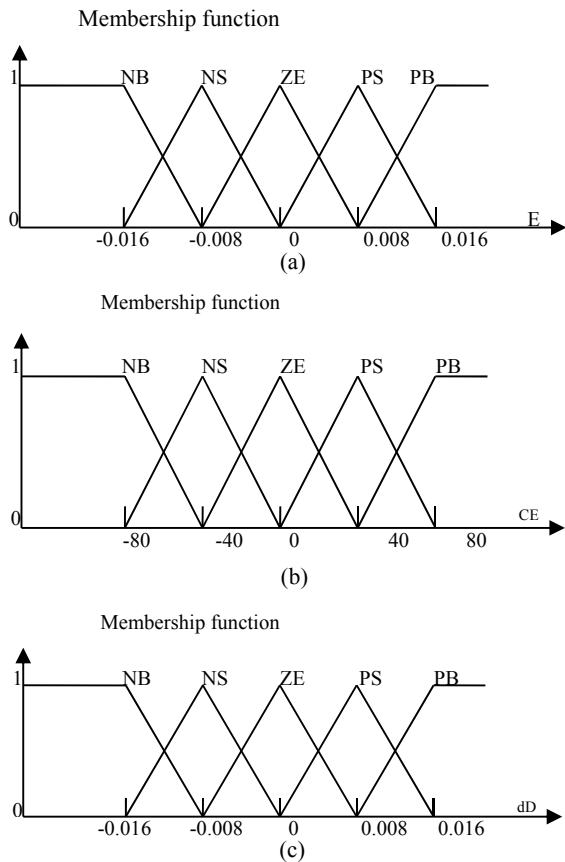 Membership function
1 NB NS ZE PS PB
0 E
-0.016 -0.008 0 0.008 0.016
(a)
Membership function
1 NB NS ZE PS PB
0 CE
-80 -40 0 40 80
(b)
Membership function
1 NB NS ZE PS PB
0 dD
-0.016 -0.008 0 0.008 0.016
(c)